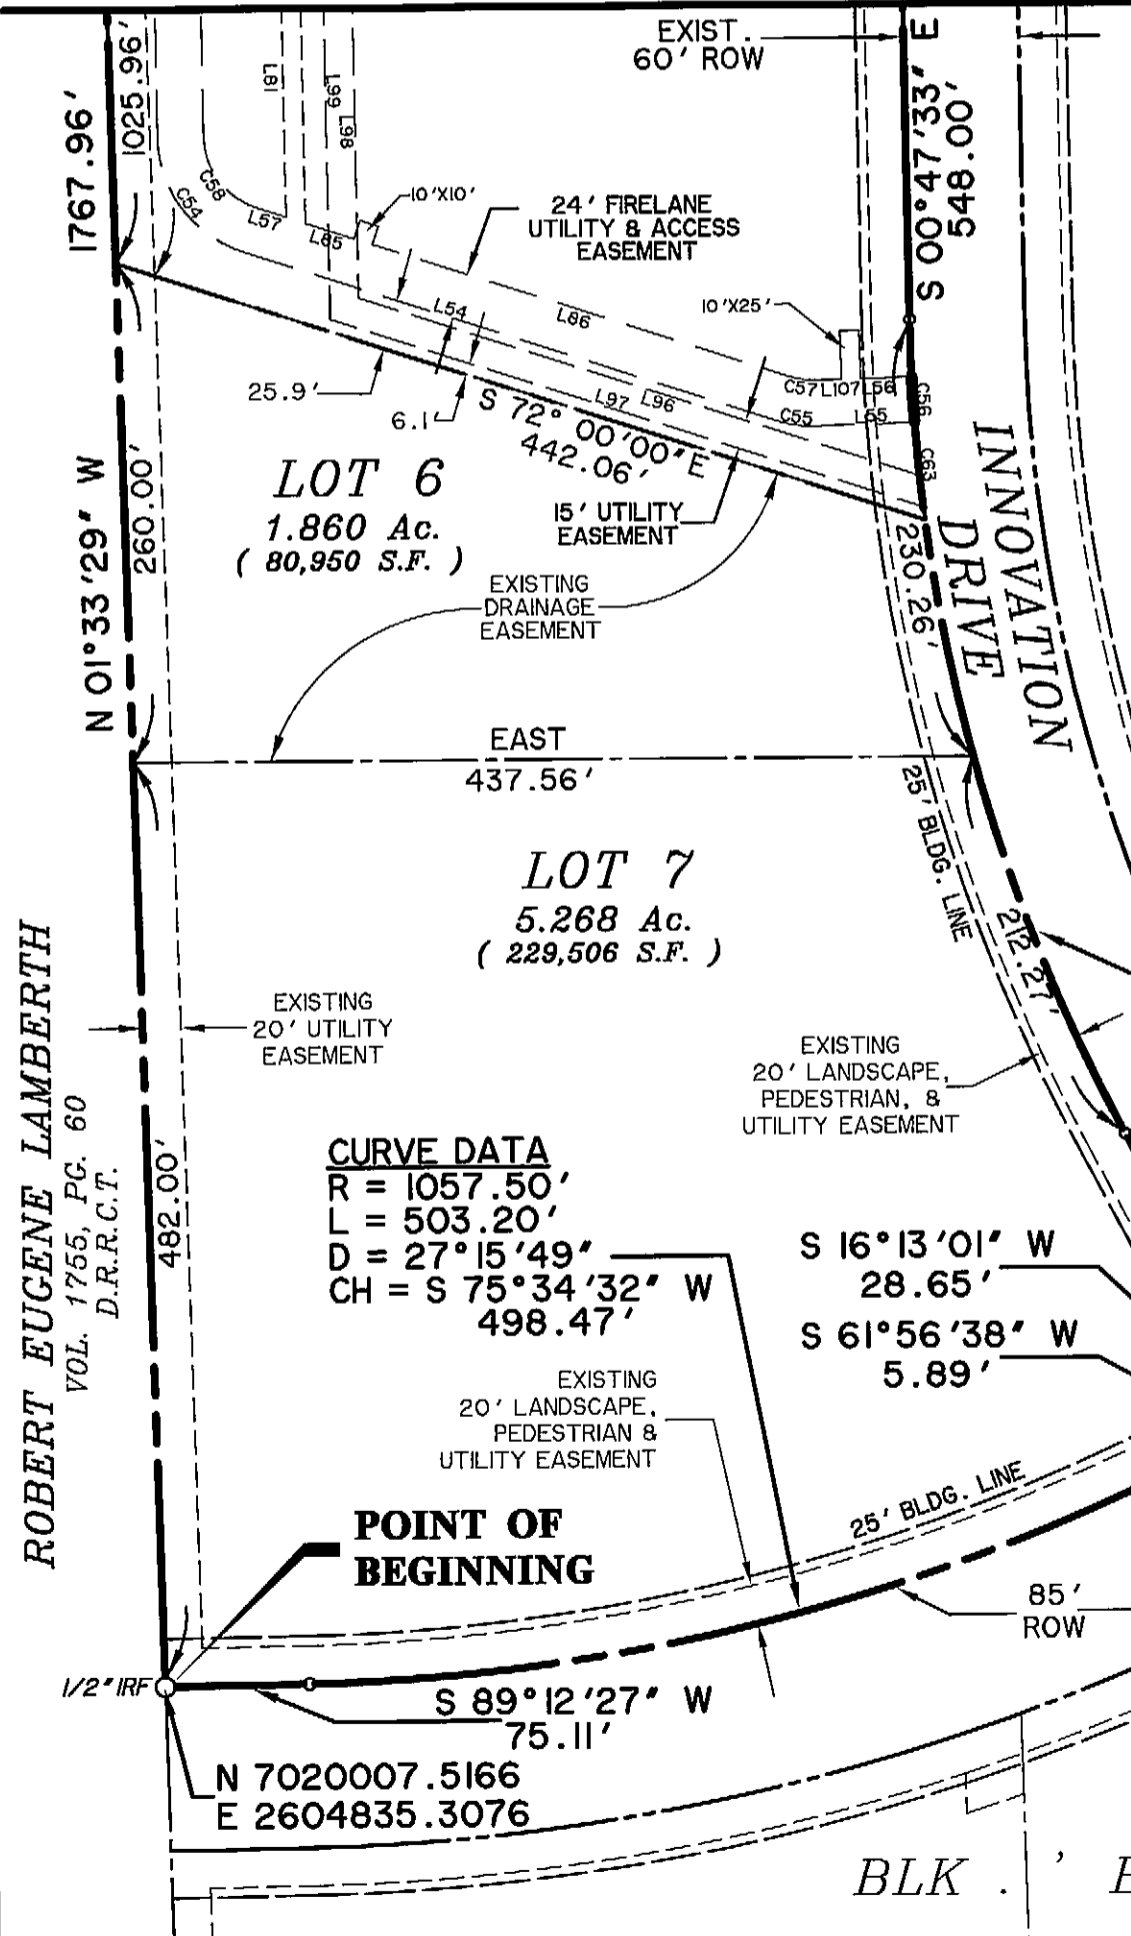 EXIST.
60' ROW
1025.96'
1767.96'
L81
L99
L98
S 00°47'33" E
548.00'
C58
C54
L57
L85
10'X10'
24' FIRELANE
UTILITY & ACCESS
EASEMENT
L54
L86
10'X25'
C57
L107
L56
C56
C55
L55
C63
25.9'
6.1'
L97
L96
S 72° 00'00" E
442.06'
N 01°33'29" W
260.00'
LOT 6
1.860 Ac.
( 80,950 S.F. )
15' UTILITY
EASEMENT
INNOVATION
DRIVE
230.26'
EXISTING
DRAINAGE
EASEMENT
EAST
437.56'
25' BLDG. LINE
LOT 7
5.268 Ac.
( 229,506 S.F. )
212.27'
ROBERT EUGENE LAMBERTH
VOL. 1755, PG. 60
D.R.R.C.T.
EXISTING
20' UTILITY
EASEMENT
EXISTING
20' LANDSCAPE,
PEDESTRIAN, &
UTILITY EASEMENT
482.00'
CURVE DATA
R = 1057.50'
L = 503.20'
D = 27°15'49"
CH = S 75°34'32" W
498.47'
S 16°13'01" W
28.65'
S 61°56'38" W
5.89'
EXISTING
20' LANDSCAPE,
PEDESTRIAN &
UTILITY EASEMENT
25' BLDG. LINE
POINT OF
BEGINNING
85'
ROW
1/2" IRF
S 89°12'27" W
75.11'
N 7020007.5166
E 2604835.3076
BLK. '